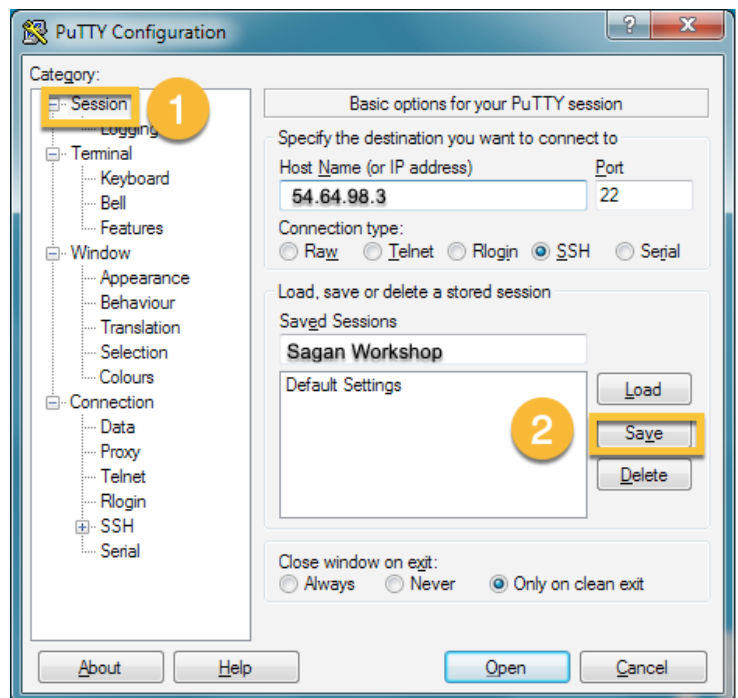 PuTTY Configuration
?
X
Category:
Session
1
Logging
Terminal
Keyboard
Bell
Features
Window
Appearance
Behaviour
Translation
Selection
Colours
Connection
Data
Proxy
Telnet
Rlogin
SSH
Serial
Basic options for your PuTTY session
Specify the destination you want to connect to
Host Name (or IP address) Port
54.64.98.3 22
Connection type:
Raw Telnet Rlogin SSH Serial
Load, save or delete a stored session
Saved Sessions
Sagan Workshop
Default Settings
Load
2
Save
Delete
Close window on exit:
Always Never Only on clean exit
About Help Open Cancel